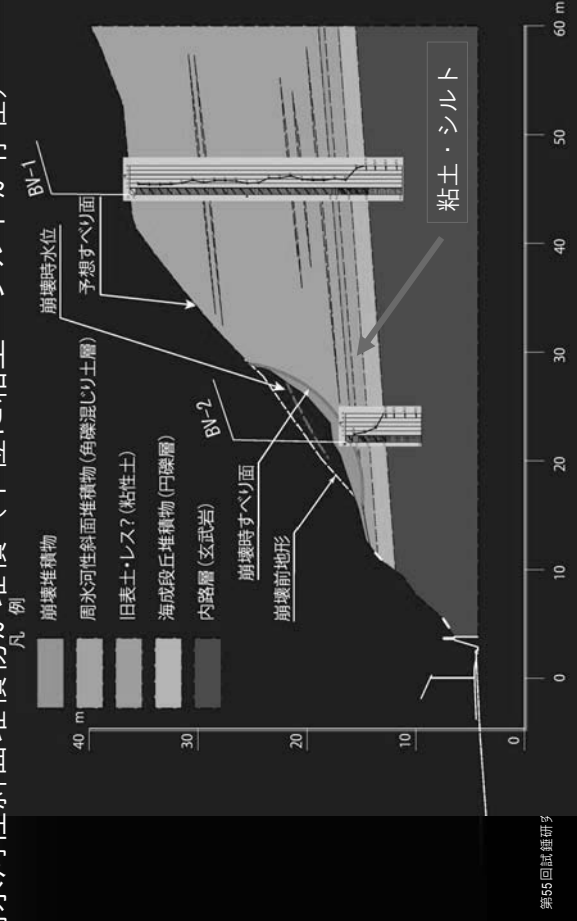 凡 例
崩壊堆積物
周氷河性斜面堆積物(角礫混じり土層)
旧表土・レス?(粘性土)
海成段丘堆積物(円礫層)
内路層(玄武岩)
崩壊時水位
予想すべり面
BV-1
BV-2
崩壊時すべり面
崩壊前地形
粘土・シルト
m
40
30
20
10
0
0 10 20 30 40 50 60 m
第55回試錐研